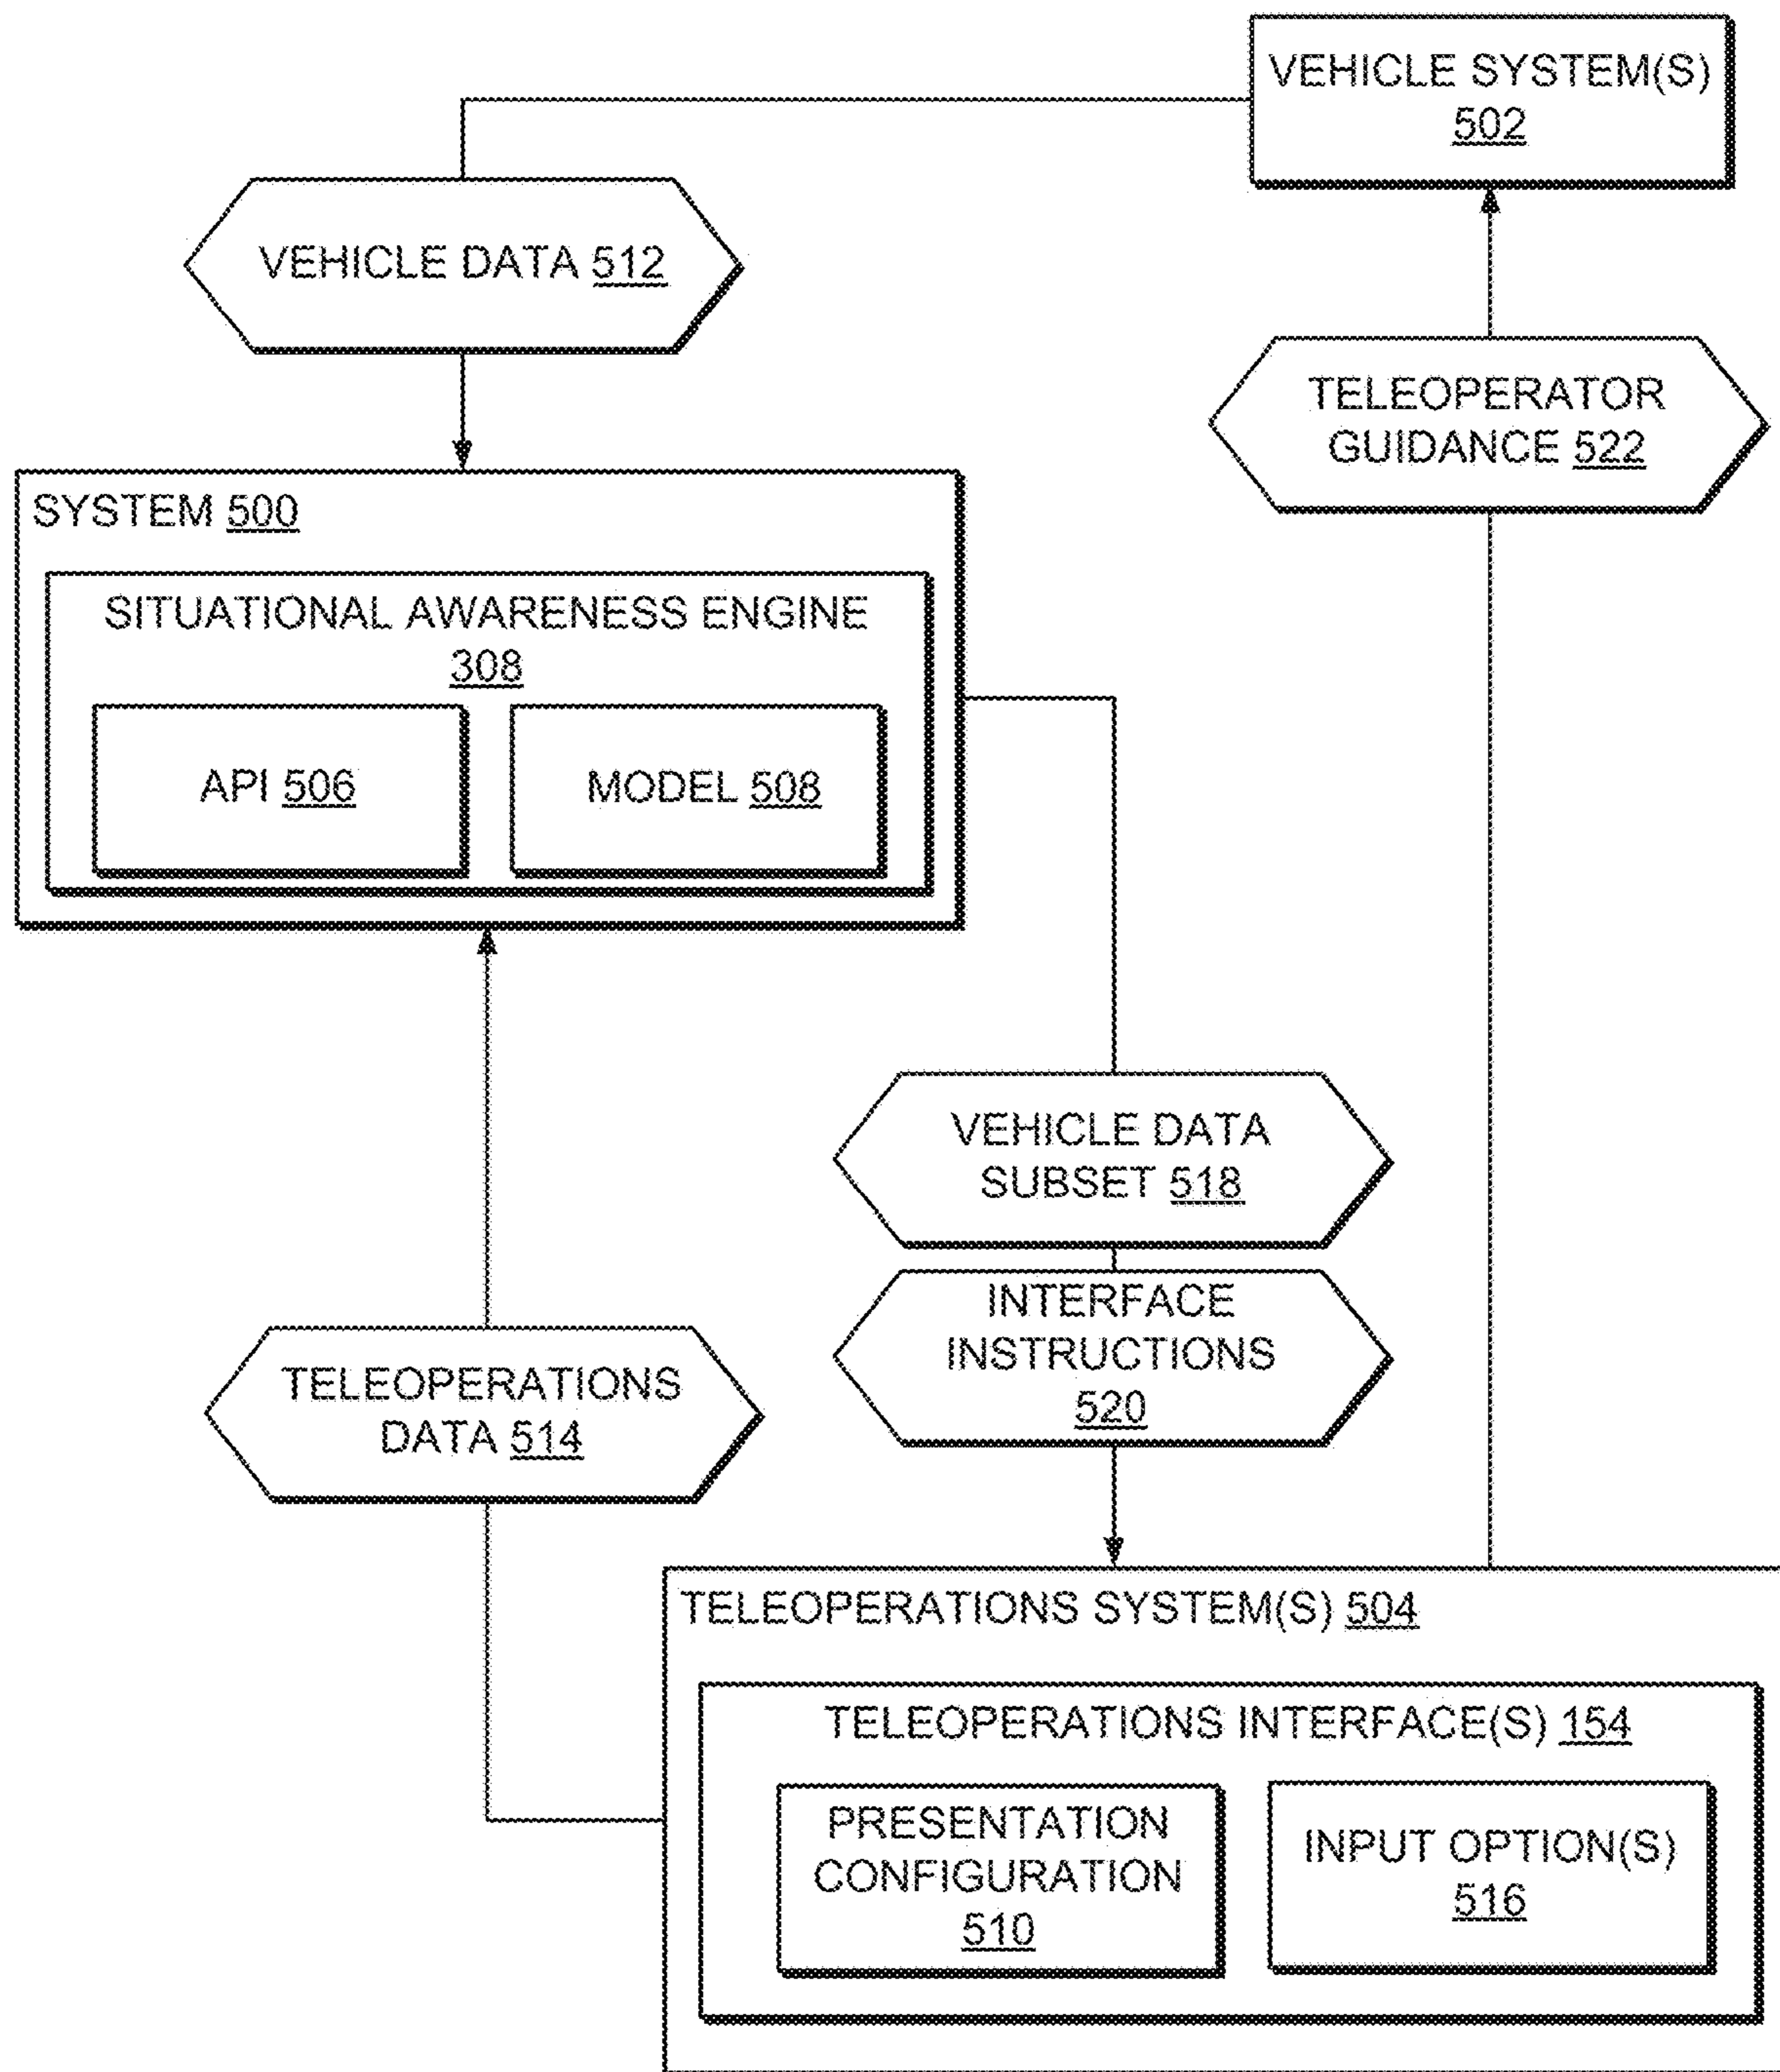 VEHICLE SYSTEM(S)
502
VEHICLE DATA 512
TELEOPERATOR
GUIDANCE 522
SYSTEM 500
SITUATIONAL AWARENESS ENGINE
308
API 506
MODEL 508
VEHICLE DATA
SUBSET 518
INTERFACE
INSTRUCTIONS
520
TELEOPERATIONS
DATA 514
TELEOPERATIONS SYSTEM(S) 504
TELEOPERATIONS INTERFACE(S) 154
PRESENTATION
CONFIGURATION
510
INPUT OPTION(S)
516